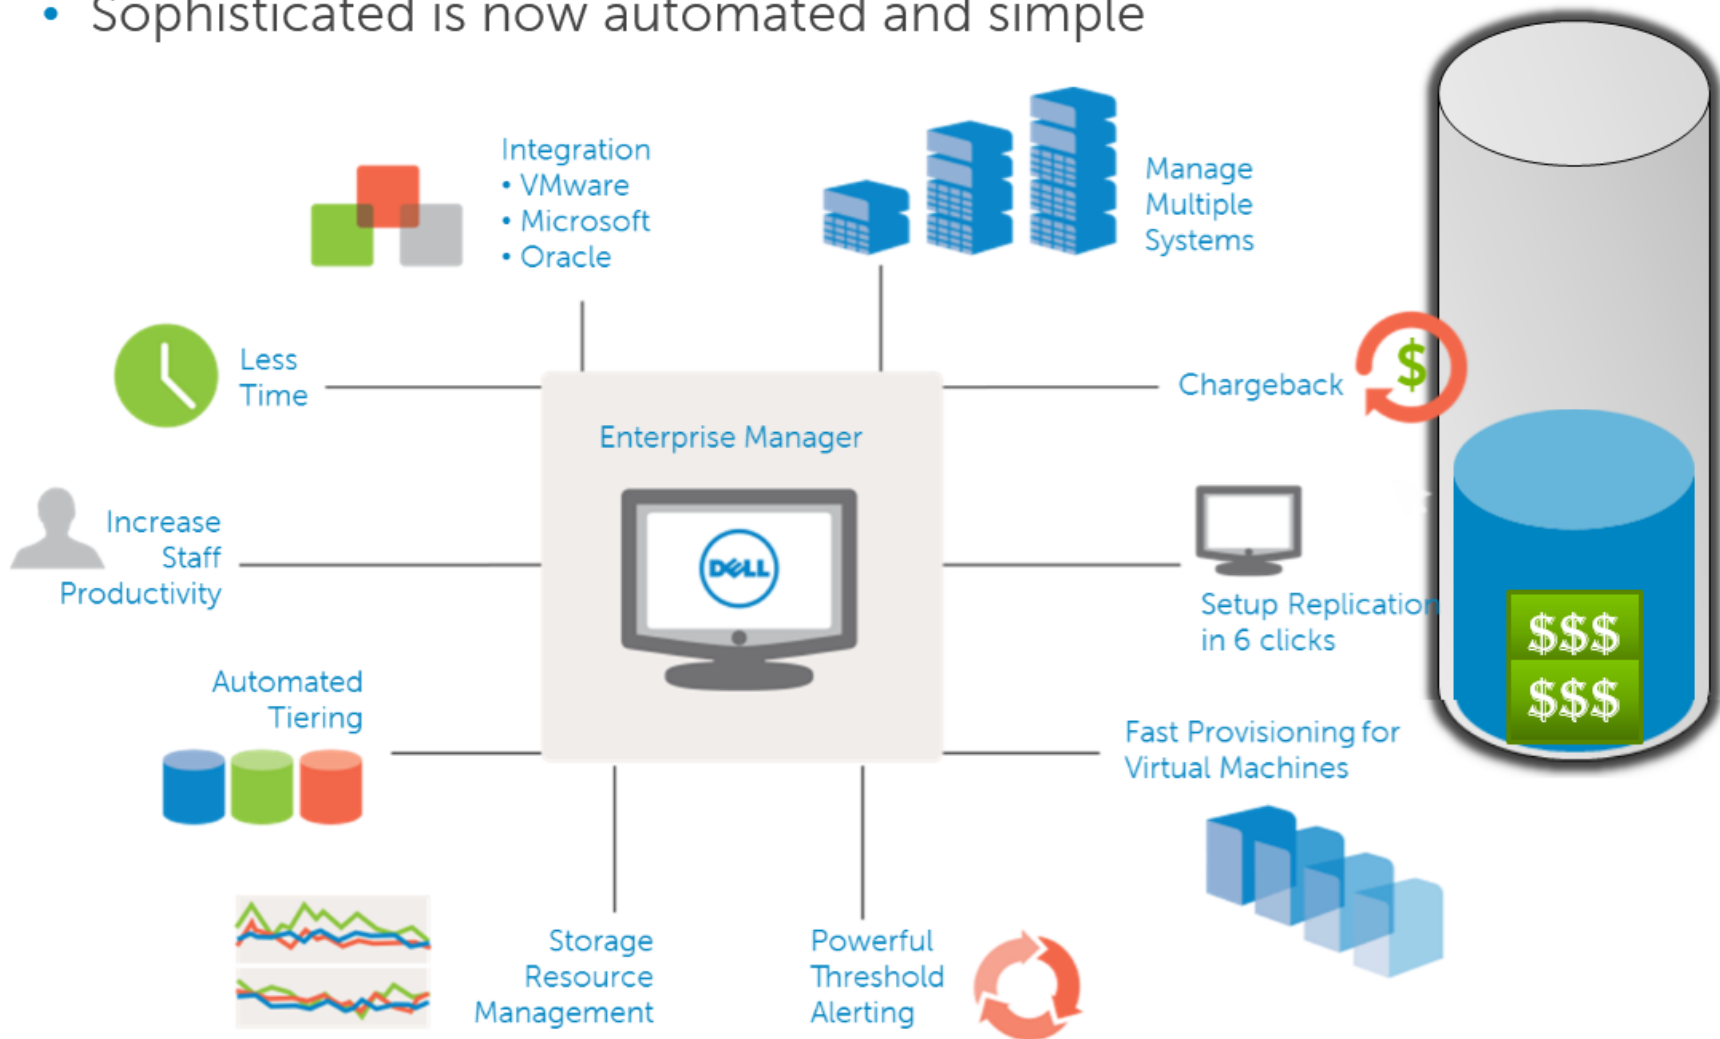 • Sophisticated is now automated and simple
Integration
• VMware
• Microsoft
• Oracle
Manage
Multiple
Systems
Less
Time
Chargeback
$
Enterprise Manager
DELL
Increase
Staff
Productivity
Setup Replication
in 6 clicks
$$$
$$$
Automated
Tiering
Fast Provisioning for
Virtual Machines
Storage
Resource
Management
Powerful
Threshold
Alerting